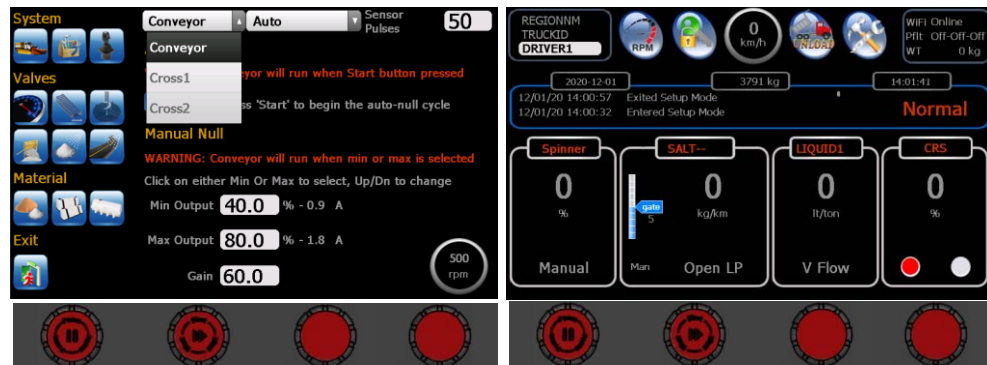 System
Conveyor
Auto
Sensor Pulses
50
Conveyor
Cross1
Cross2
yor will run when Start button pressed
ss 'Start' to begin the auto-null cycle
Valves
Manual Null
WARNING: Conveyor will run when min or max is selected
Material
Click on either Min Or Max to select, Up/Dn to change
Min Output 40.0 % - 0.9 A
Max Output 80.0 % - 1.8 A
Exit
Gain 60.0
500
rpm
REGIONNM
TRUCKID
DRIVER1
RPM
0
km/h
UNLOAD
WiFi Online
Pflt Off-Off-Off
WT 0 kg
2020-12-01
3791 kg
14:01:41
12/01/20 14:00:57 Exited Setup Mode
12/01/20 14:00:32 Entered Setup Mode
Normal
Spinner
0
%
Manual
SALT--
gate
5
0
kg/km
Man
Open LP
LIQUID1
0
lt/ton
V Flow
CRS
0
%